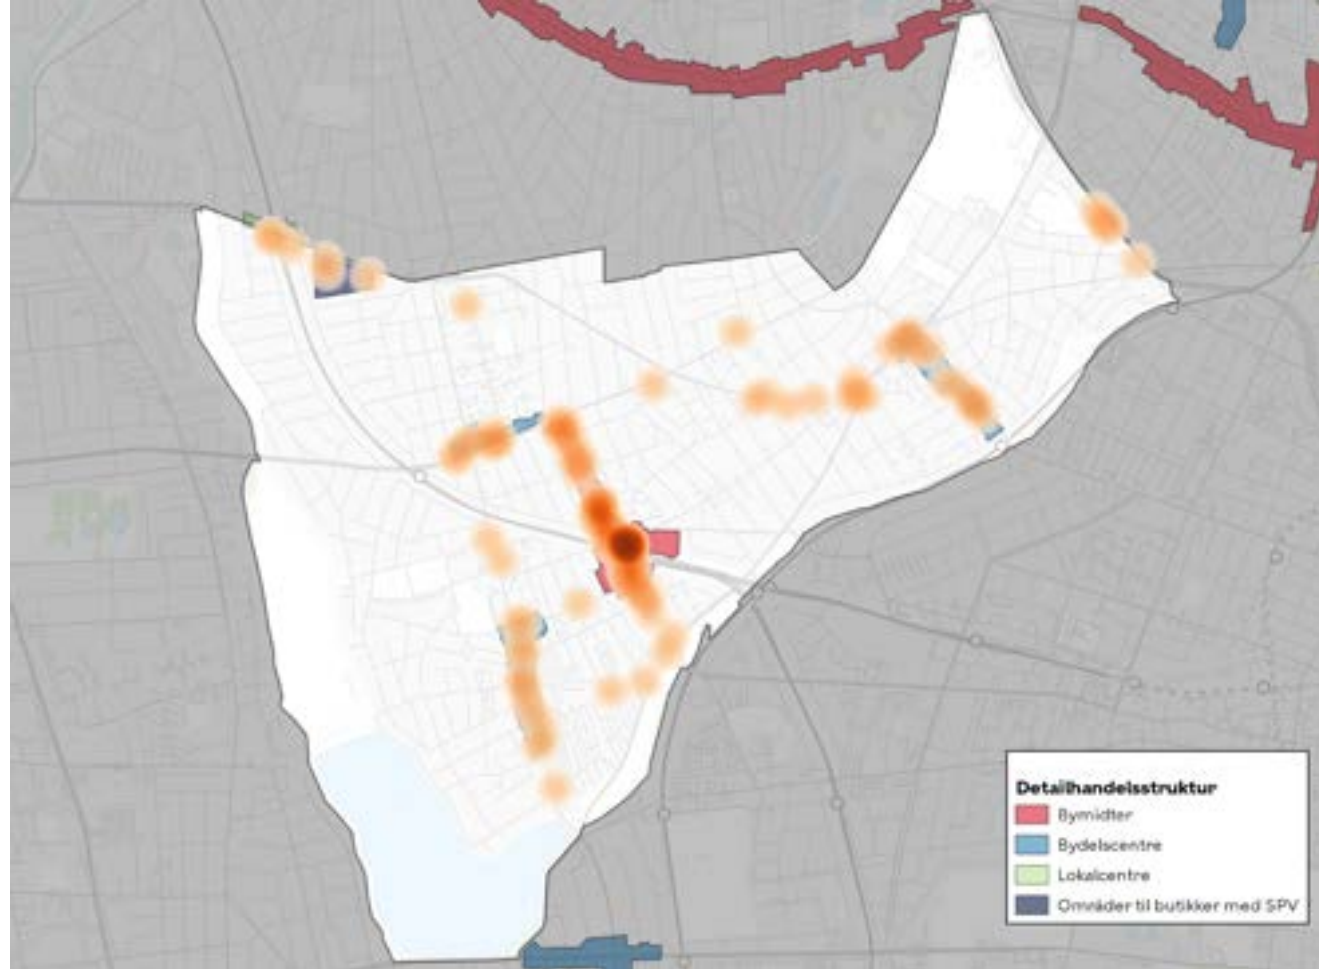 Detailhandelsstruktur
Bymidter
Bydelscentre
Lokalcentre
Områder til butikker med SPV